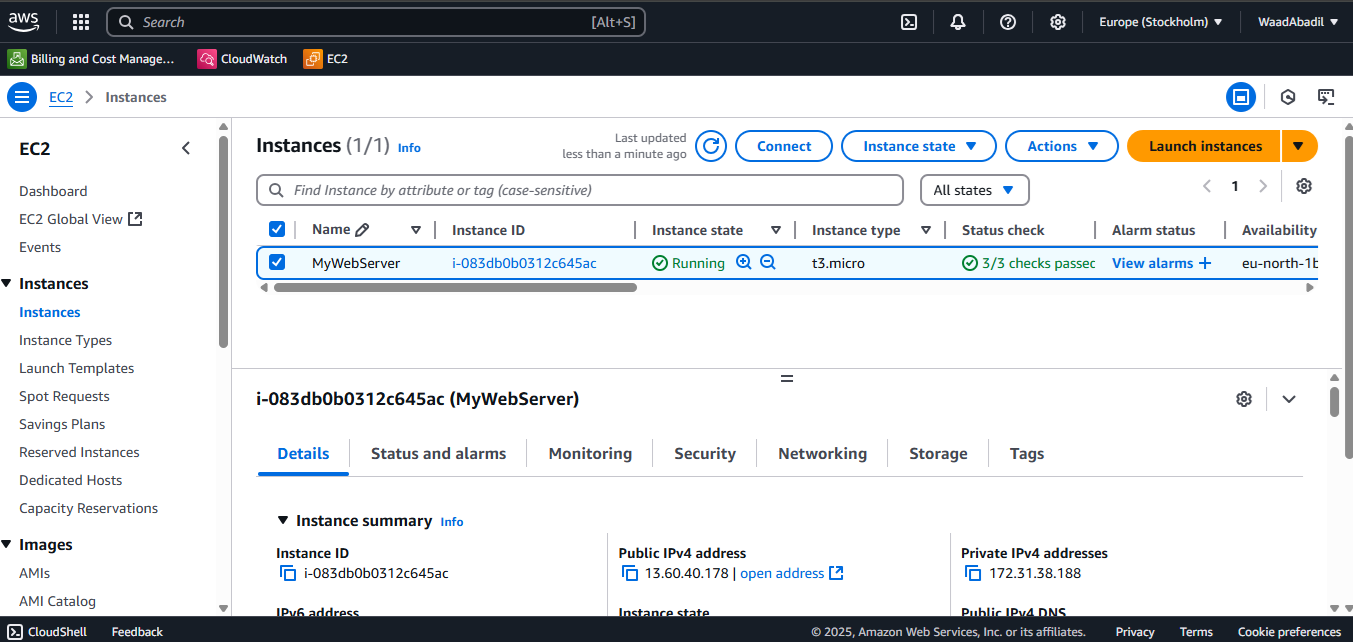 aws
Search [Alt+S]
Europe (Stockholm)
WaadAbadil
Billing and Cost Manage...
CloudWatch
EC2
EC2 > Instances
EC2
Dashboard
EC2 Global View
Events
Instances
Instances
Instance Types
Launch Templates
Spot Requests
Savings Plans
Reserved Instances
Dedicated Hosts
Capacity Reservations
Images
AMIs
AMI Catalog
Instances (1/1) Info
Last updated
less than a minute ago
Connect
Instance state
Actions
Launch instances
Find Instance by attribute or tag (case-sensitive)
All states
1
Name Instance ID Instance state Instance type Status check Alarm status Availability
MyWebServer i-083db0b0312c645ac Running t3.micro 3/3 checks passec View alarms + eu-north-1b
i-083db0b0312c645ac (MyWebServer)
Details Status and alarms Monitoring Security Networking Storage Tags
Instance summary Info
Instance ID
i-083db0b0312c645ac
Public IPv4 address
13.60.40.178 | open address
Private IPv4 addresses
172.31.38.188
IPv6 address
Instance state
Public IPv4 DNS
CloudShell Feedback
© 2025, Amazon Web Services, Inc. or its affiliates. Privacy Terms Cookie preferences